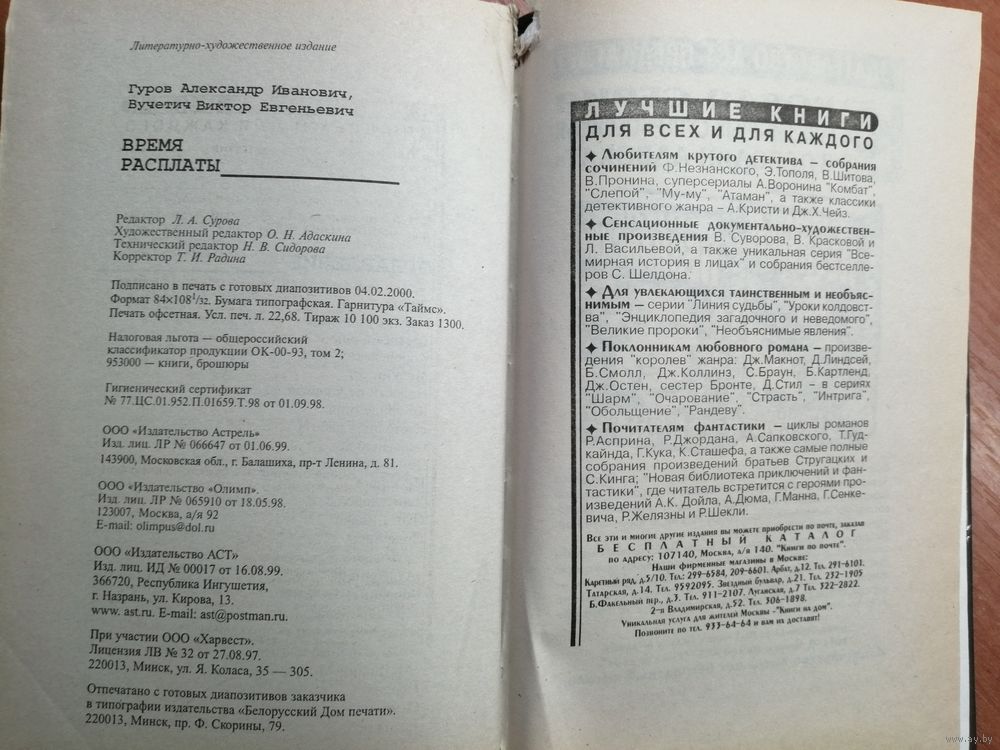 Литературно-художественное издание
Гуров Александр Иванович,
Вучетич Виктор Евгеньевич
ВРЕМЯ
РАСПЛАТЫ
Редактор Л. А. Сурова
Художественный редактор О. Н. Адаскина
Технический редактор Н. В. Сидорова
Корректор Т. И. Радина
Подписано в печать с готовых диапозитивов 04.02.2000.
Формат 84×108 1/32. Бумага типографская. Гарнитура «Таймс».
Печать офсетная. Усл. печ. л. 22,68. Тираж 10 100 экз. Заказ 1300.
Налоговая льгота — общероссийский
классификатор продукции ОК-00-93, том 2;
953000 — книги, брошюры
Гигиенический сертификат
№ 77.ЦС.01.952.П.01659.Т.98 от 01.09.98.
ООО «Издательство Астрель»
Изд. лиц. ЛР № 066647 от 01.06.99.
143900, Московская обл., г. Балашиха, пр-т Ленина, д. 81.
ООО «Издательство «Олимп».
Изд. лиц. ЛР № 065910 от 18.05.98.
123007, Москва, а/я 92
E-mail: olimpus@dol.ru
ООО «Издательство АСТ»
Изд. лиц. ИД № 00017 от 16.08.99.
366720, Республика Ингушетия,
г. Назрань, ул. Кирова, 13.
www. ast.ru. E-mail: ast@postman.ru.
При участии ООО «Харвест».
Лицензия ЛВ № 32 от 27.08.97.
220013, Минск, ул. Я. Коласа, 35 — 305.
Отпечатано с готовых диапозитивов заказчика
в типографии издательства «Белорусский Дом печати».
220013, Минск, пр. Ф. Скорины, 79.
ЛУЧШИЕ КНИГИ
ДЛЯ ВСЕХ И ДЛЯ КАЖДОГО
✦ Любителям крутого детектива – собрания
сочинений Ф.Незнанского, Э.Тополя, В.Шитова,
В.Пронина, суперсериалы А.Воронина "Комбат",
"Слепой", "Му-му", "Атаман", а также классики
детективного жанра – А.Кристи и Дж.Х.Чейз.
✦ Сенсационные документально-художествен-
ные произведения В. Суворова, В. Красковой и
Л. Васильевой, а также уникальная серия "Все-
мирная история в лицах" и собрания бестселле-
ров С. Шелдона.
✦ Для увлекающихся таинственным и необъяс-
нимым – серии "Линия судьбы", "Уроки колдовст-
ва", "Энциклопедия загадочного и неведомого",
"Великие пророки", "Необъяснимые явления".
✦ Поклонникам любовного романа – произве-
дения "королев" жанра: Дж.Макнот, Д.Линдсей,
Б.Смолл, Дж.Коллинз, С.Браун, Б.Картленд,
Дж.Остен, сестер Бронте, Д.Стил – в сериях
"Шарм", "Очарование", "Страсть", "Интрига",
"Обольщение", "Рандеву".
✦ Почитателям фантастики – циклы романов
Р.Асприна, Р.Джордана, А.Сапковского, Т.Гуд-
кайнда, Г.Кука, К.Сташефа, а также самые полные
собрания произведений братьев Стругацких и
С.Кинга; "Новая библиотека приключений и фан-
тастики", где читатель встретится с героями про-
изведений А.К. Дойла, А.Дюма, Г.Манна, Г.Сенке-
вича, Р.Желязны и Р.Шекли.
Все эти и многие другие издания вы можете приобрести по почте, заказав
БЕСПЛАТНЫЙ КАТАЛОГ
по адресу: 107140, Москва, а/я 140. "Книги по почте".
Наши фирменные магазины в Москве:
Каретный ряд, д.5/10. Тел: 299-6584, 209-6601. Арбат, д.12. Тел. 291-6101.
Татарская, д.14. Тел. 9592095. Звездный бульвар, д.21. Тел. 232-1905
Б.Факельный пер., д.3. Тел. 911-2107. Луганская, д.7 Тел. 322-2822.
2-я Владимирская, д.52. Тел. 306-1898.
Уникальная услуга для жителей Москвы -"Книги на дом".
Позвоните по тел. 933-64-64 и вам их доставят!
www.ay.by